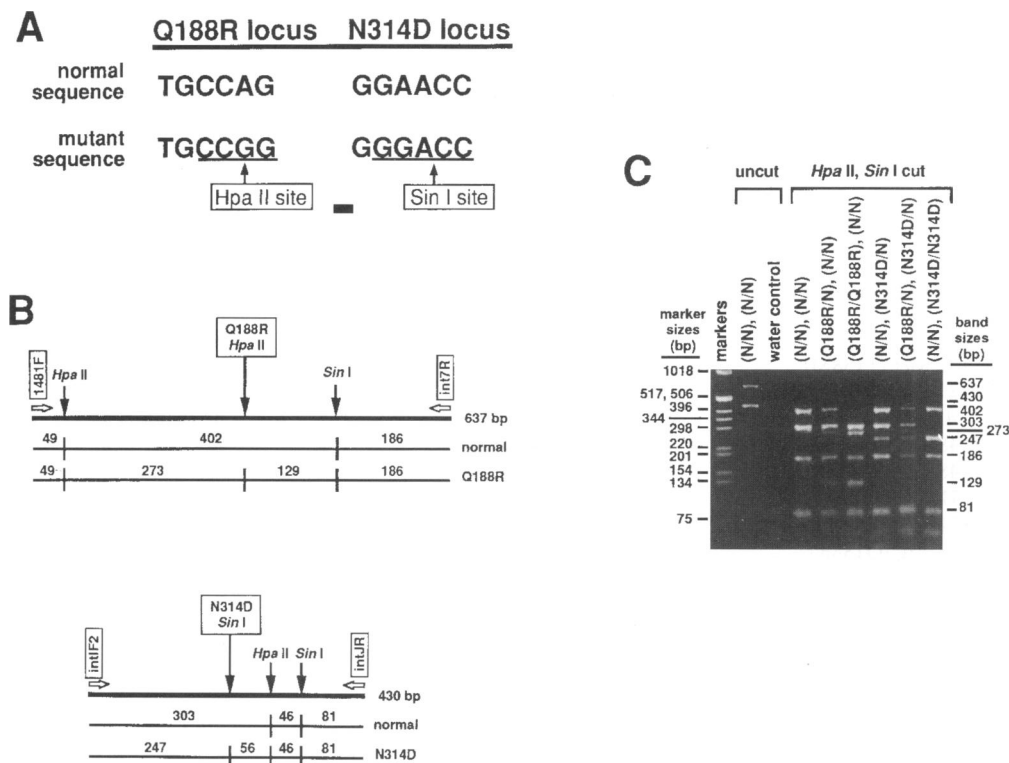 A
Q188R locus N314D locus
normal sequence TGCCAG GGAACC
mutant sequence TGCCGG GGGACC
Hpa II site Sin I site
B
1481F
Hpa II
Q188R
Hpa II
Sin I
int7R
637 bp
49 402 186 normal
49 273 129 186 Q188R
intIF2
N314D
Sin I
Hpa II Sin I
intJR
430 bp
303 46 81 normal
247 56 46 81 N314D
C
uncut
Hpa II, Sin I cut
marker sizes (bp)
markers
(N/N), (N/N)
water control
(N/N), (N/N)
(Q188R/N), (N/N)
(Q188R/Q188R), (N/N)
(N/N), (N314D/N)
(Q188R/N), (N314D/N)
(N/N), (N314D/N314D)
band sizes (bp)
1018
517, 506
396
344
298
220
201
154
134
75
637
430
402
303
273
247
186
129
81